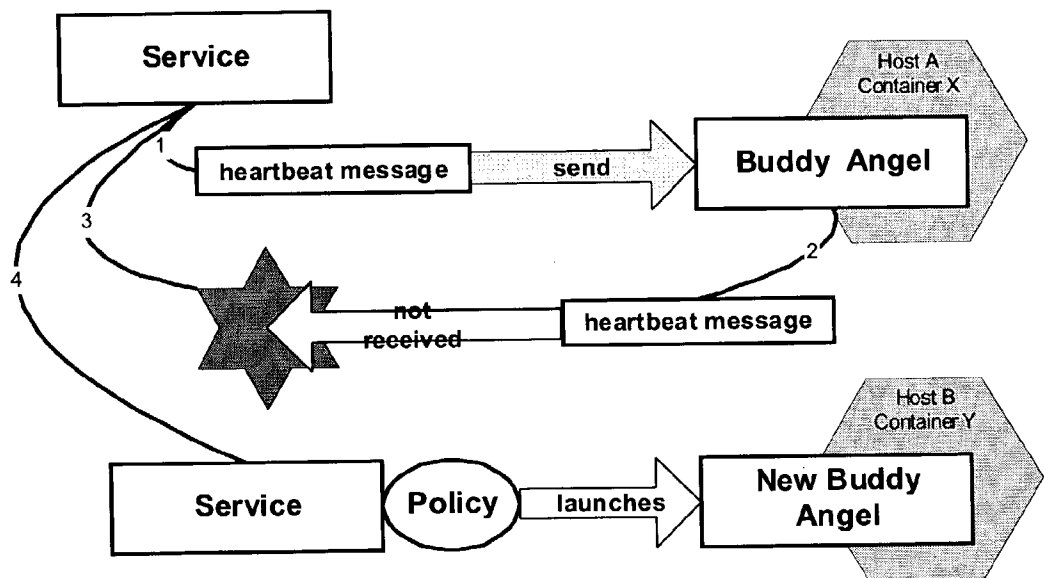 Service
Host A
Container X
1
heartbeat message
send
Buddy Angel
3
2
4
not
received
heartbeat message
Host B
Container Y
Service
Policy
launches
New Buddy
Angel